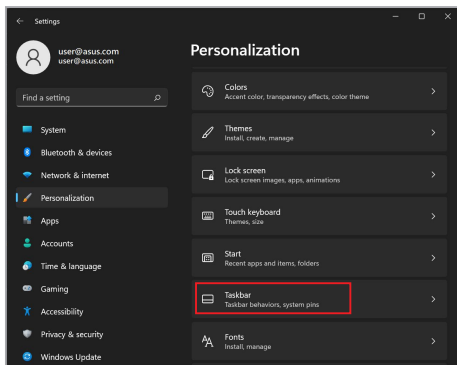 Settings
user@asus.com
user@asus.com
Find a setting
System
Bluetooth & devices
Network & internet
Personalization
Apps
Accounts
Time & language
Gaming
Accessibility
Privacy & security
Windows Update
Personalization
Colors
Accent color, transparency effects, color theme
Themes
Install, create, manage
Lock screen
Lock screen images, apps, animations
Touch keyboard
Themes, size
Start
Recent apps and items, folders
Taskbar
Taskbar behaviors, system pins
Fonts
Install, manage